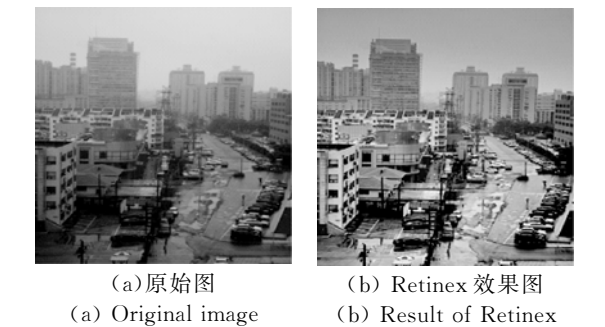 (a)原始图
(b) Retinex 效果图
(a) Original image
(b) Result of Retinex